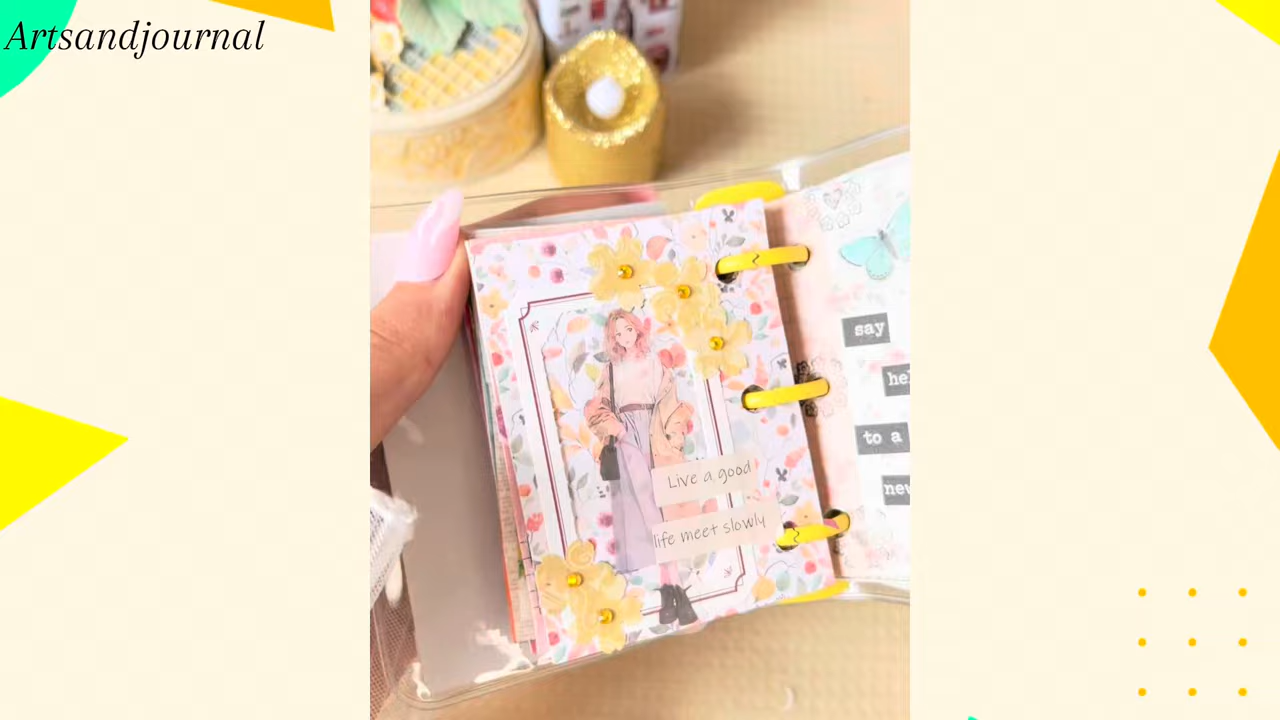 Artsandjournal
say
to a
Live a good
life meet slowly